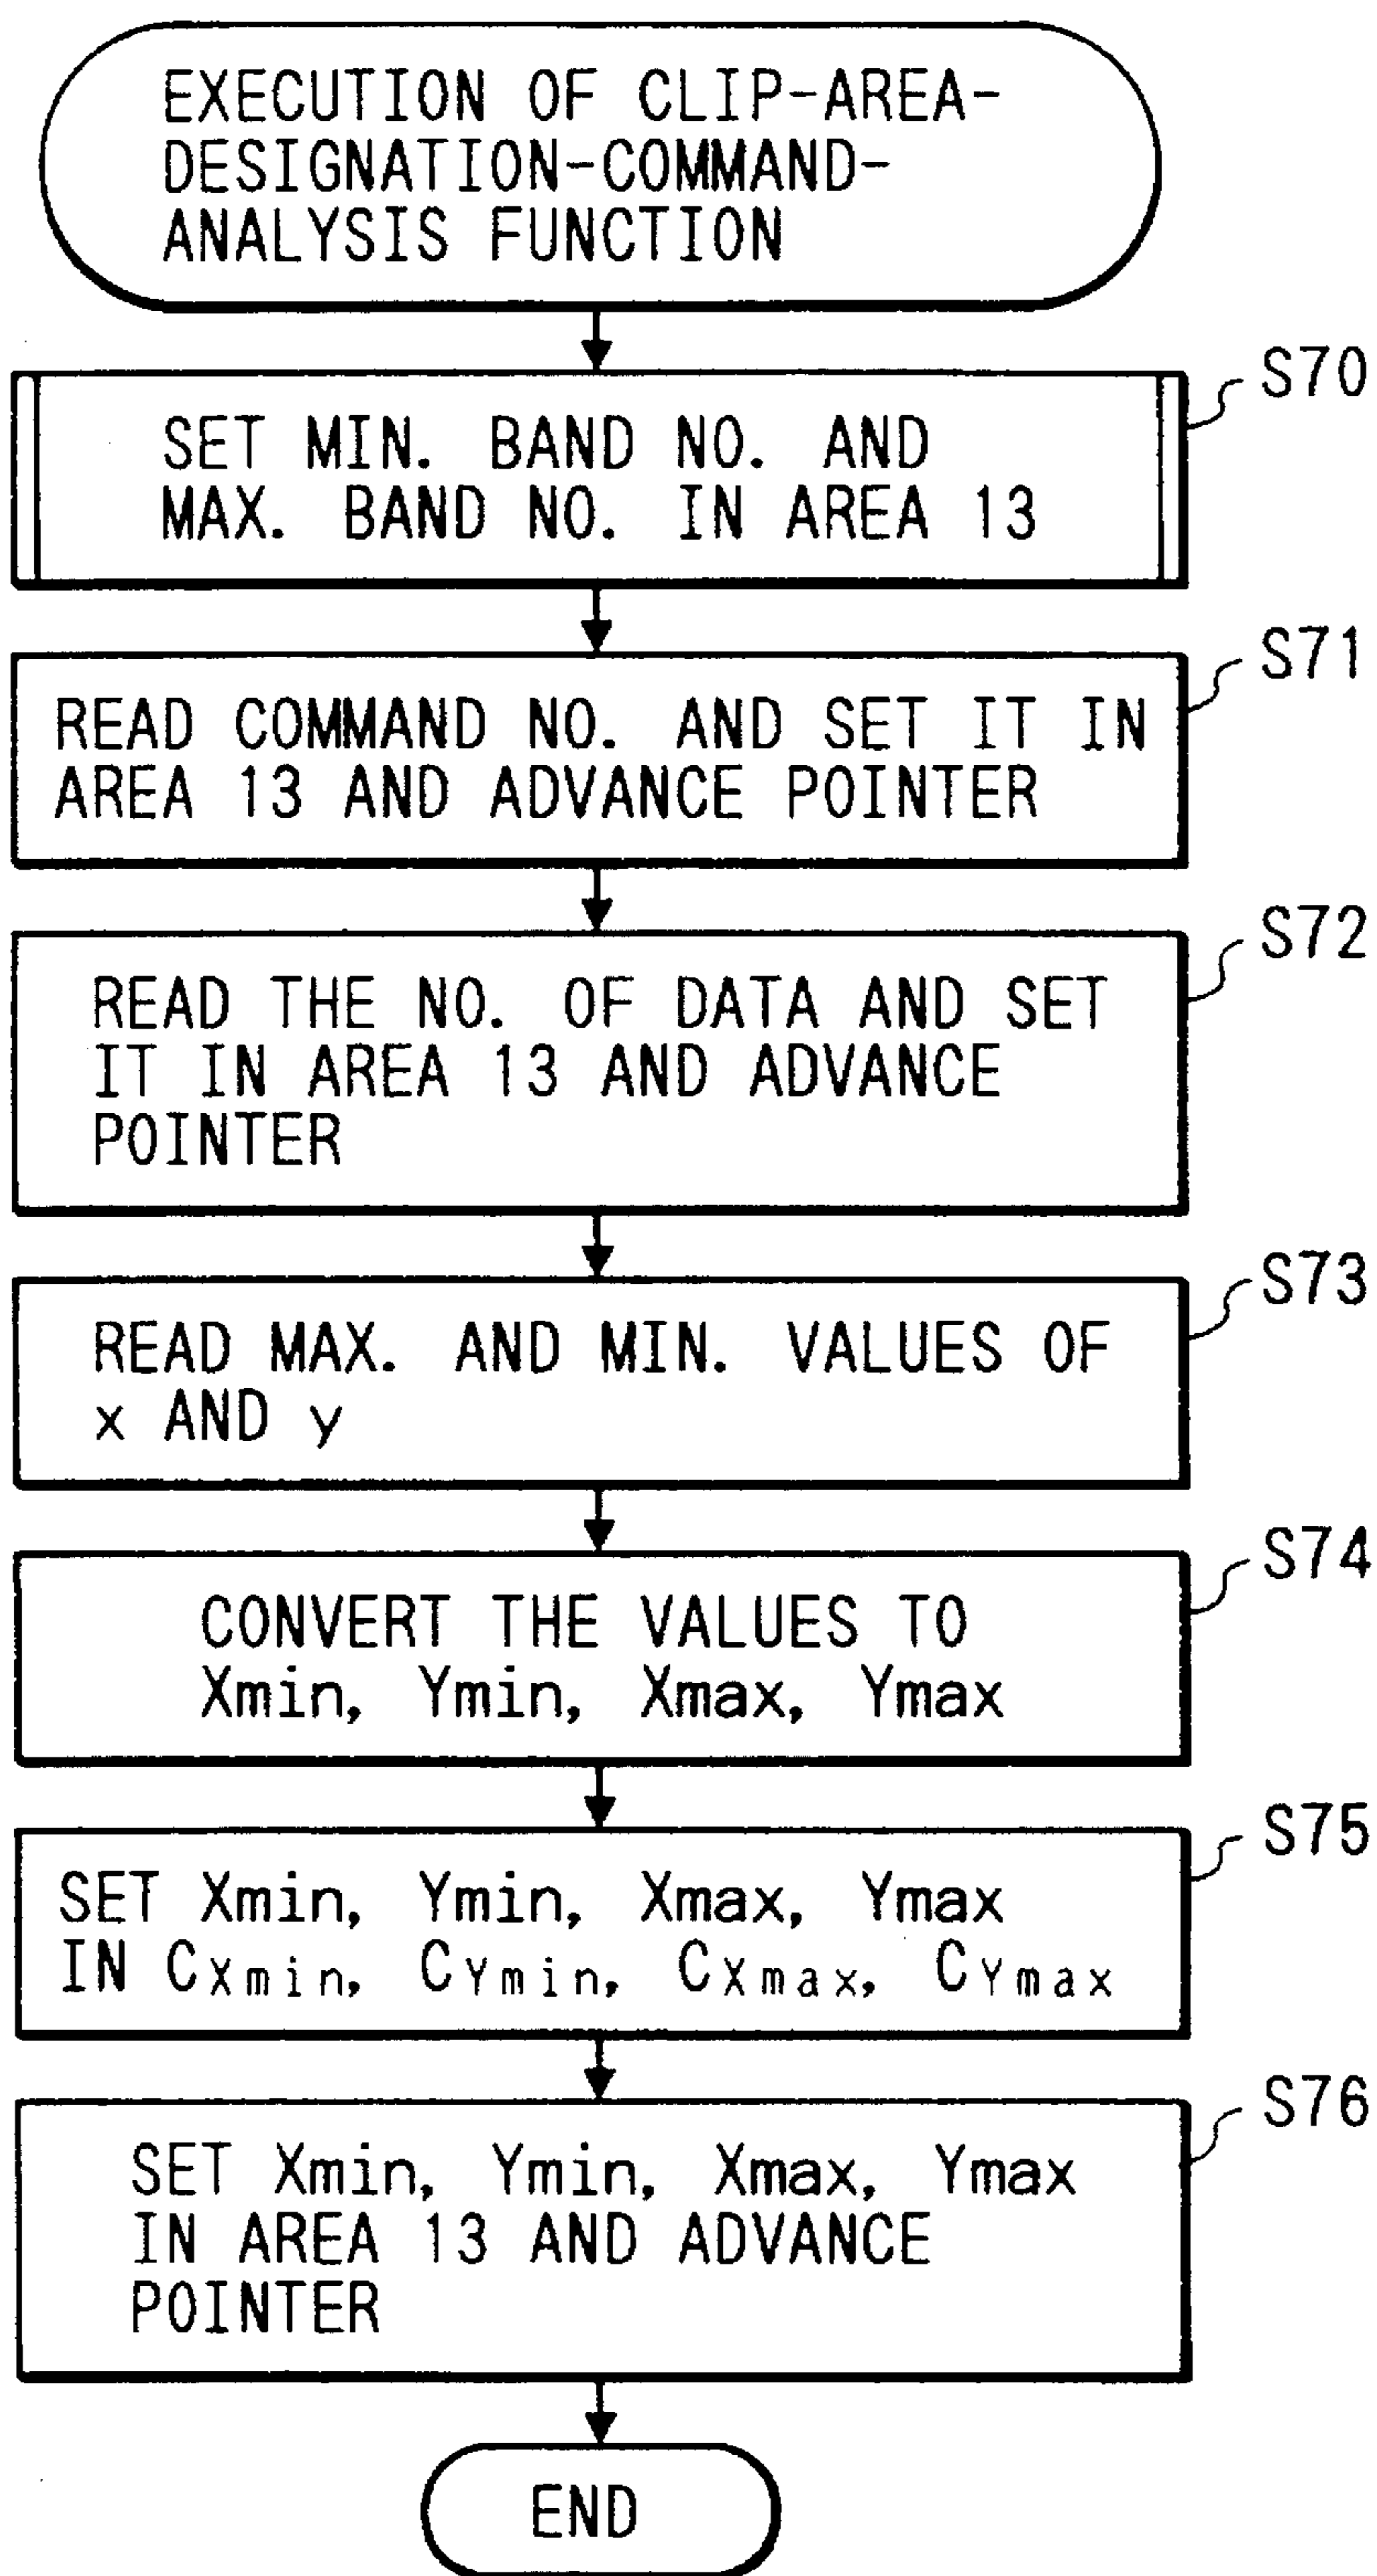 EXECUTION OF CLIP-AREA-
DESIGNATION-COMMAND-
ANALYSIS FUNCTION
S70
SET MIN. BAND NO. AND
MAX. BAND NO. IN AREA 13
S71
READ COMMAND NO. AND SET IT IN
AREA 13 AND ADVANCE POINTER
S72
READ THE NO. OF DATA AND SET
IT IN AREA 13 AND ADVANCE
POINTER
S73
READ MAX. AND MIN. VALUES OF
x AND y
S74
CONVERT THE VALUES TO
Xmin, Ymin, Xmax, Ymax
S75
SET Xmin, Ymin, Xmax, Ymax
IN CXmin, CYmin, CXmax, CYmax
S76
SET Xmin, Ymin, Xmax, Ymax
IN AREA 13 AND ADVANCE
POINTER
END